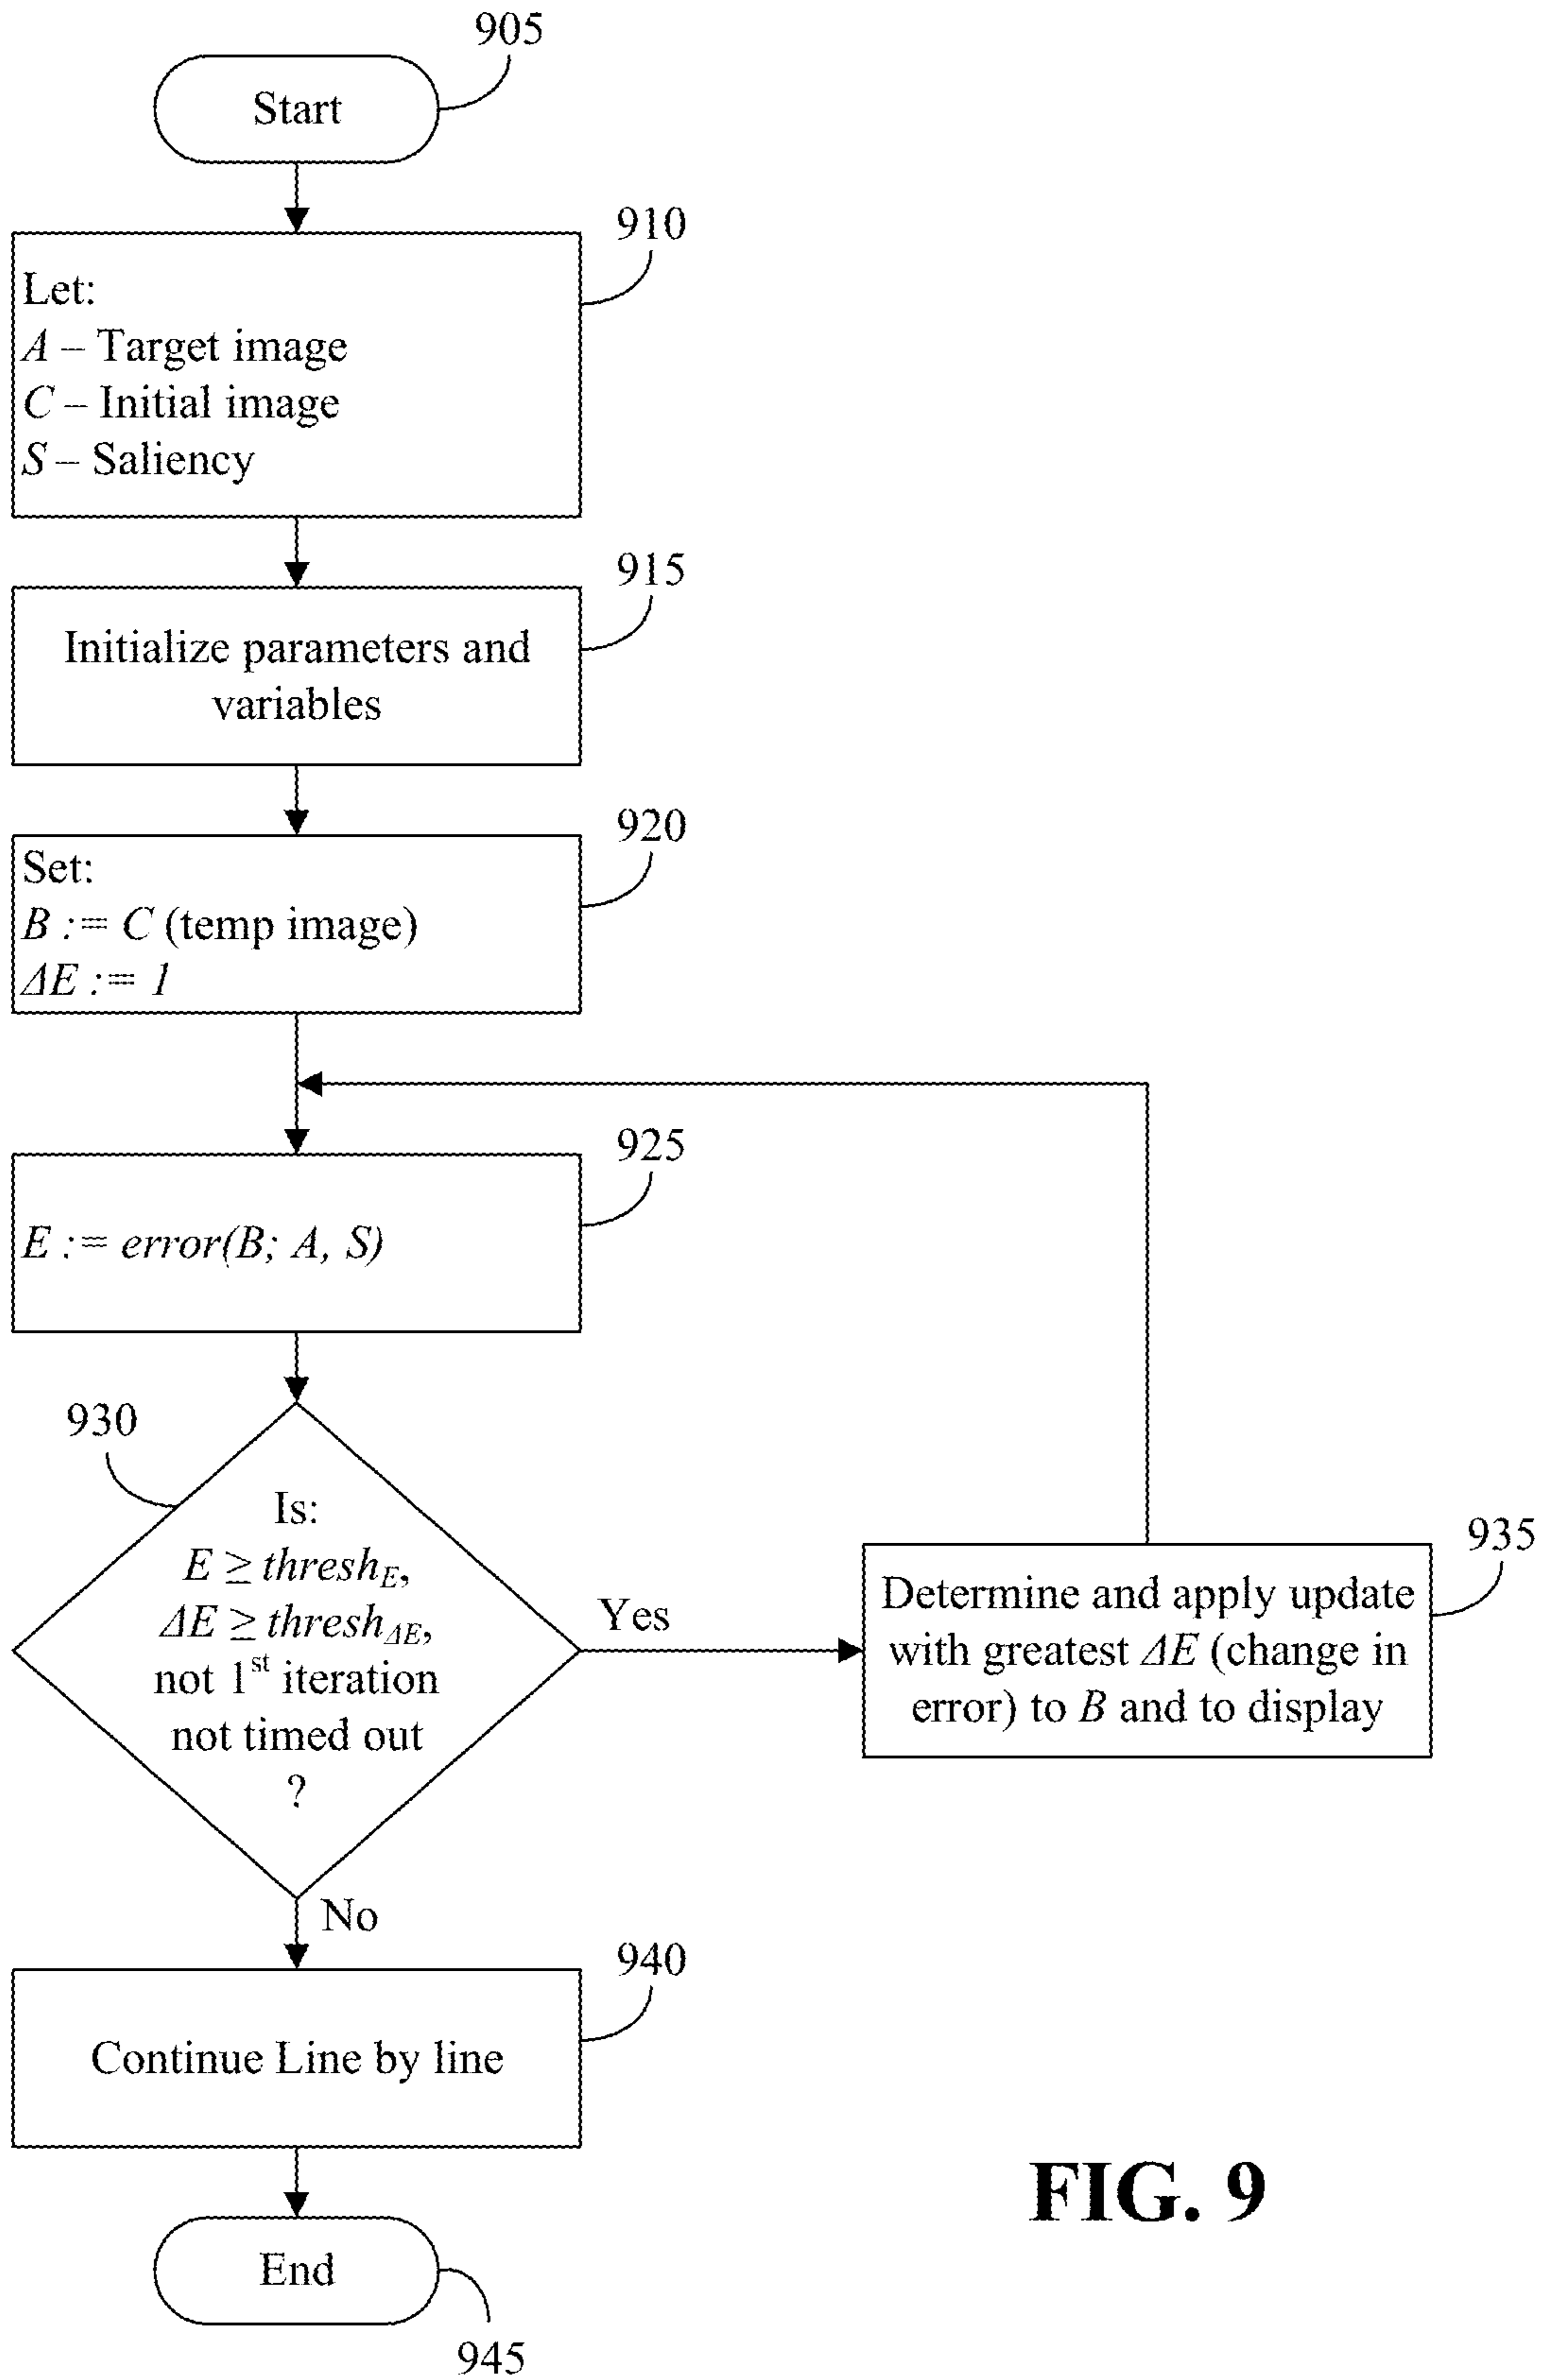 905
Start
910
Let:
A – Target image
C – Initial image
S – Saliency
915
Initialize parameters and
variables
920
Set:
B := C (temp image)
ΔE := 1
925
E := error(B; A, S)
930
Is:
E ≥ thresh_E,
ΔE ≥ thresh_ΔE,
not 1st iteration
not timed out
?
Yes
935
Determine and apply update
with greatest ΔE (change in
error) to B and to display
No
940
Continue Line by line
End
945
FIG. 9